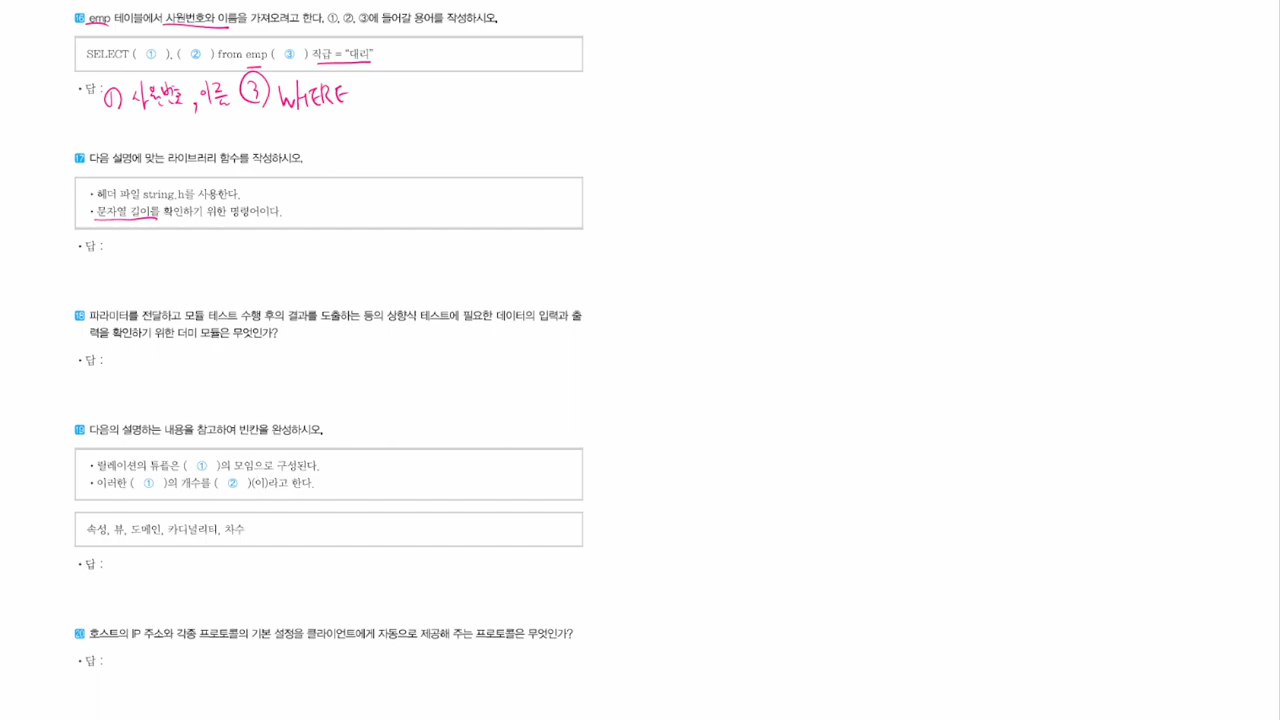 16 emp 테이블에서 사원번호와 이름을 가져오려고 한다. ①, ②, ③에 들어갈 용어를 작성하시오.
SELECT ( ① ), ( ② ) from emp ( ③ ) 직급 = “대리”
• 답 :
① 사원번호, 이름 ③ WHERE
17 다음 설명에 맞는 라이브러리 함수를 작성하시오.
• 헤더 파일 string.h를 사용한다.
• 문자열 길이를 확인하기 위한 명령어이다.
• 답 :
18 파라미터를 전달하고 모듈 테스트 수행 후의 결과를 도출하는 등의 상향식 테스트에 필요한 데이터의 입력과 출
력을 확인하기 위한 더미 모듈은 무엇인가?
• 답 :
19 다음의 설명하는 내용을 참고하여 빈칸을 완성하시오.
• 릴레이션의 튜플은 ( ① )의 모임으로 구성된다.
• 이러한 ( ① )의 개수를 ( ② )(이)라고 한다.
속성, 뷰, 도메인, 카디널리티, 차수
• 답 :
20 호스트의 IP 주소와 각종 프로토콜의 기본 설정을 클라이언트에게 자동으로 제공해 주는 프로토콜은 무엇인가?
• 답 :